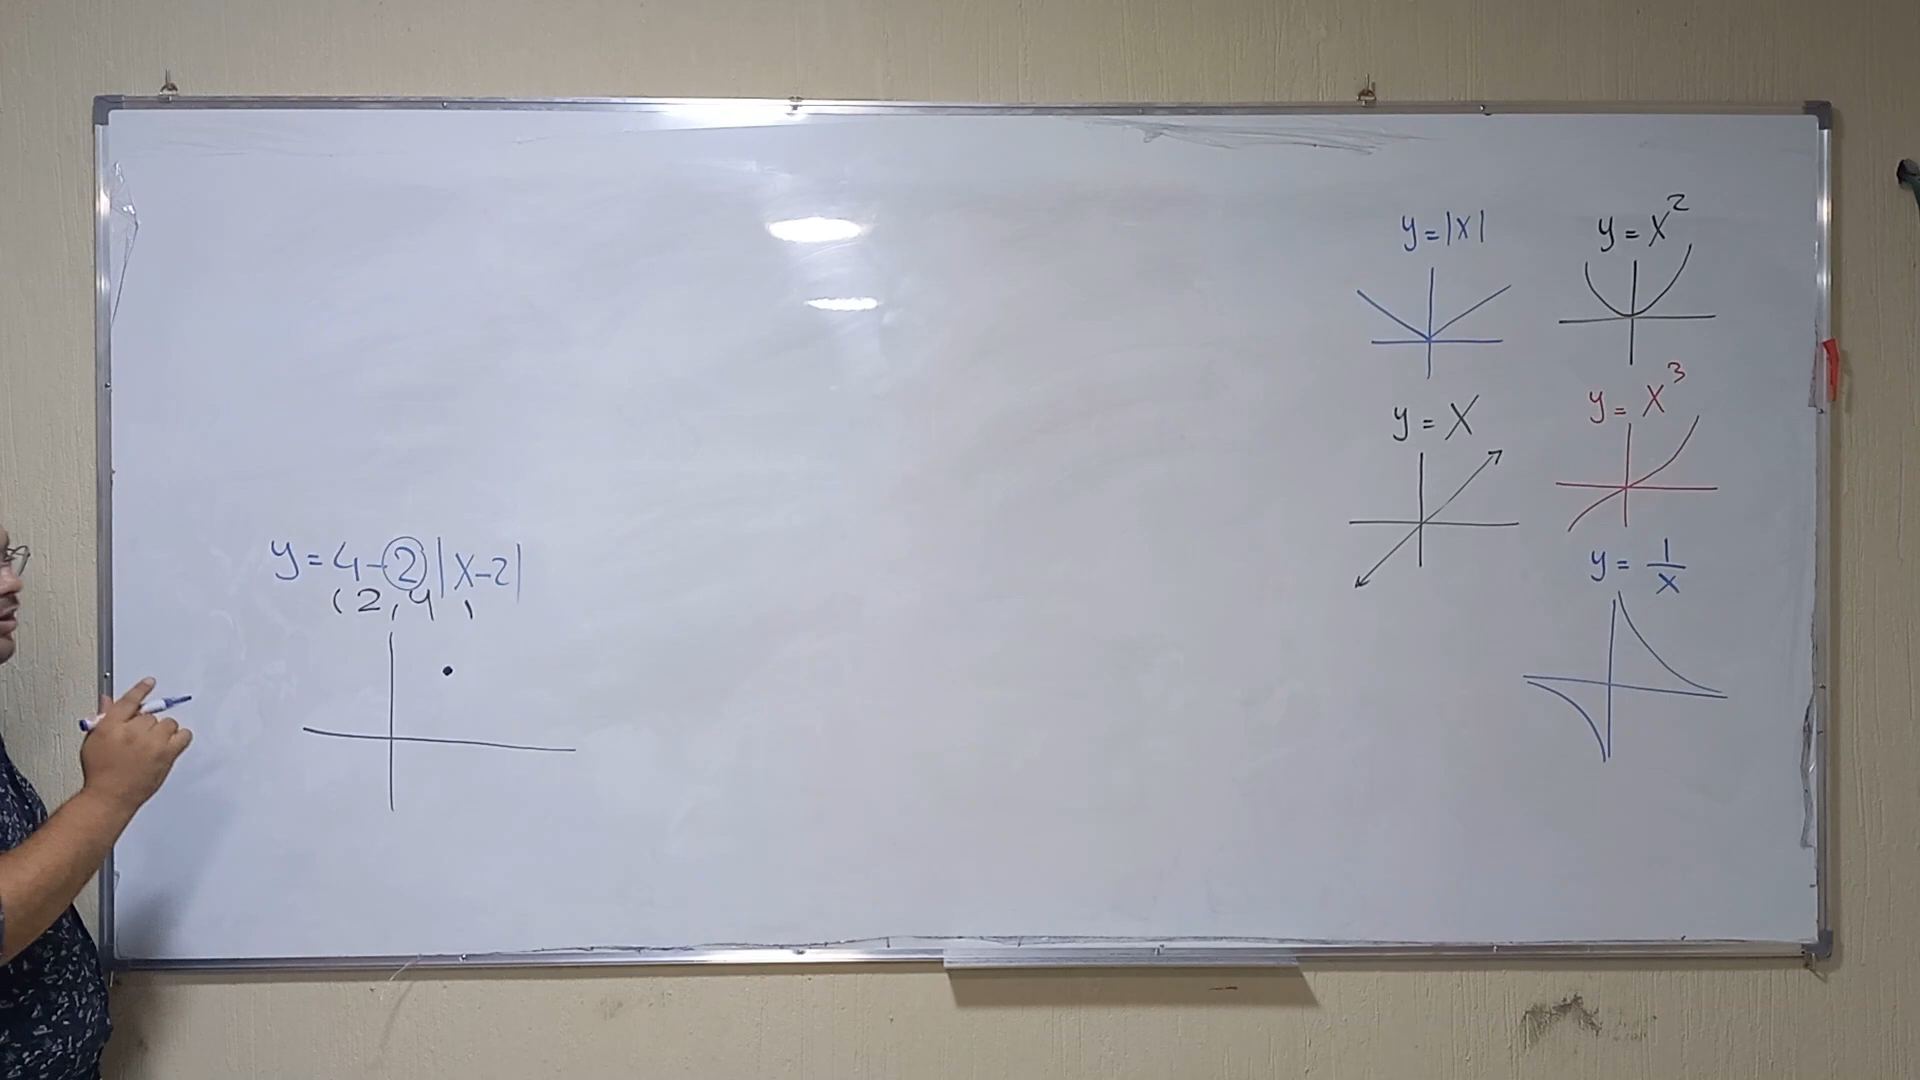 y = 4 - 2 |x - 2|
(2, 4)
y = |x|
y = x²
y = x
y = x³
y = 1/x